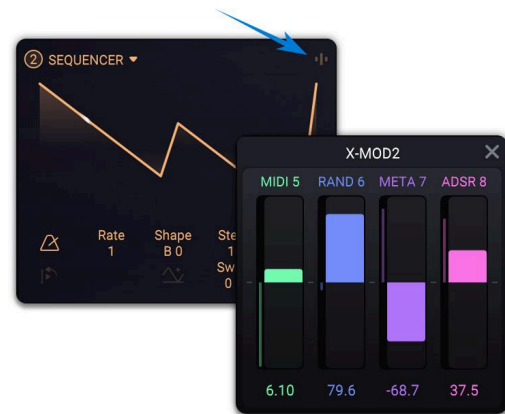 2 SEQUENCER
X-MOD2
MIDI 5 RAND 6 META 7 ADSR 8
Rate Shape
1 B 0
0
6.10 79.6 -68.7 37.5